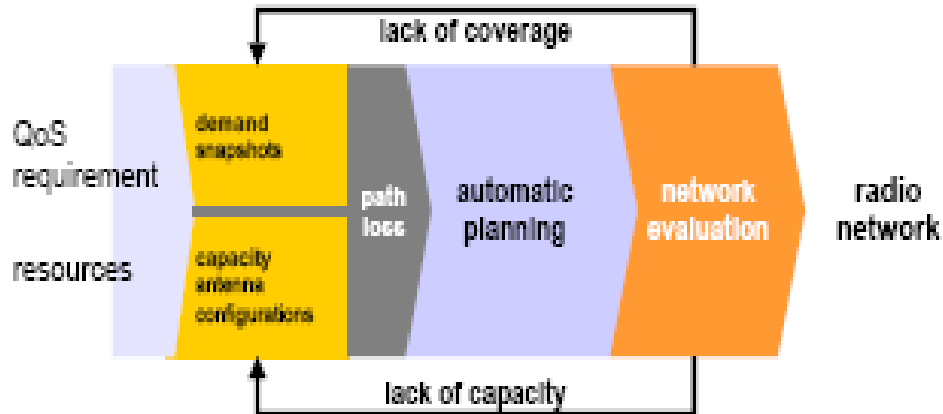 lack of coverage
QoS
requirement
resources
demand
snapshots
capacity
antenna
configurations
path
loss
automatic
planning
network
evaluation
radio
network
lack of capacity